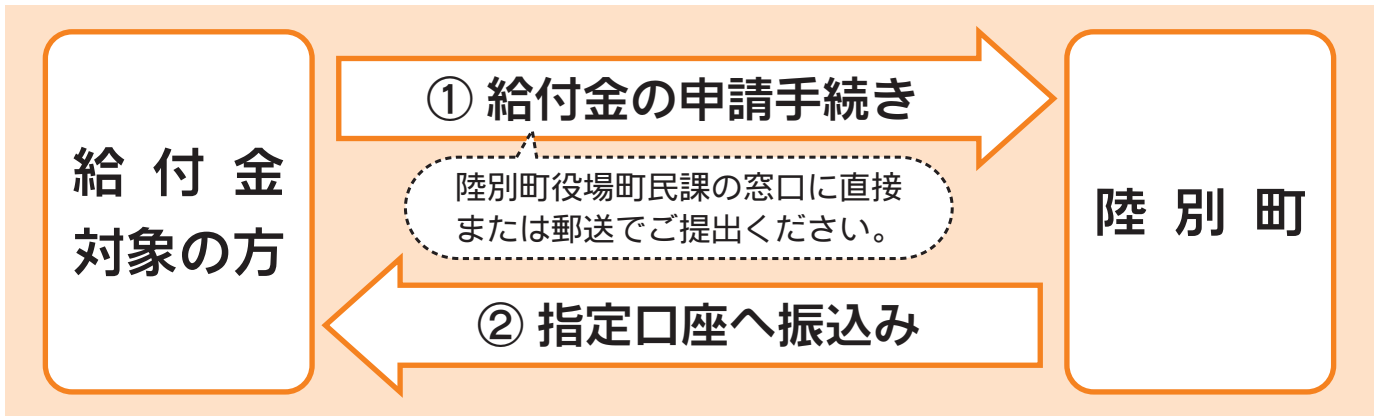 給付金
対象の方
① 給付金の申請手続き
陸別町役場町民課の窓口に直接
または郵送でご提出ください。
② 指定口座へ振込み
陸別町